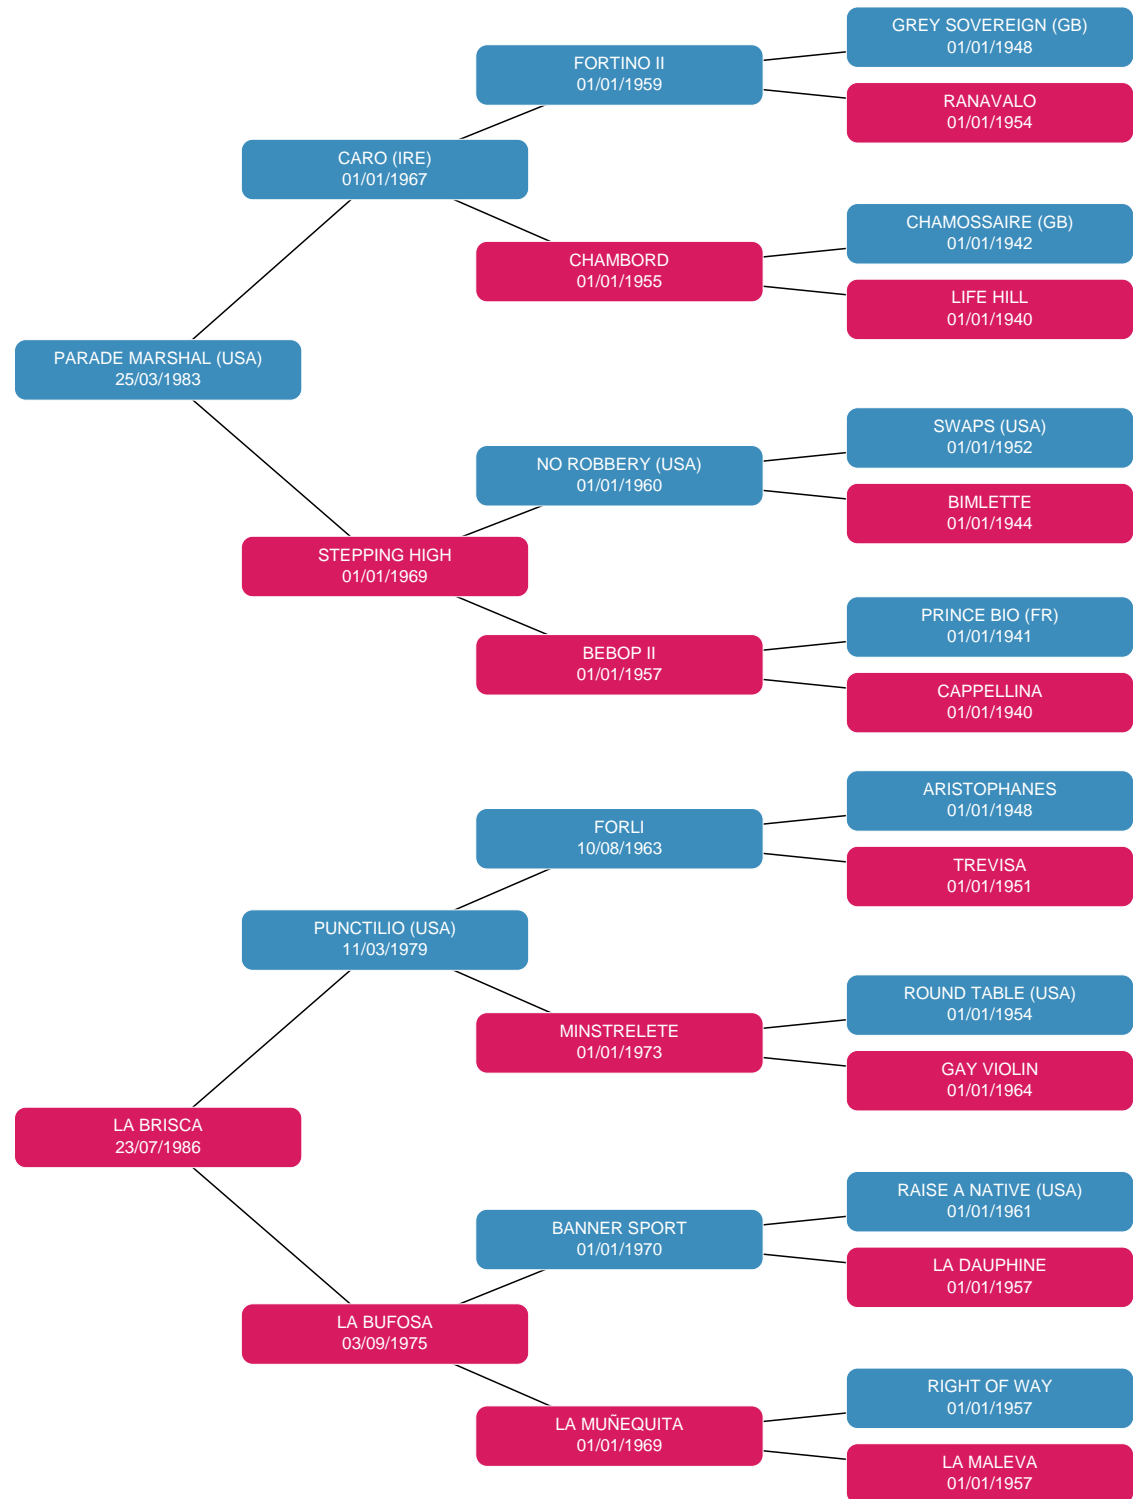 GREY SOVEREIGN (GB)
01/01/1948
FORTINO II
01/01/1959
RANAVALO
01/01/1954
CARO (IRE)
01/01/1967
CHAMOSSAIRE (GB)
01/01/1942
CHAMBORD
01/01/1955
LIFE HILL
01/01/1940
PARADE MARSHAL (USA)
25/03/1983
SWAPS (USA)
01/01/1952
NO ROBBERY (USA)
01/01/1960
BIMLETTE
01/01/1944
STEPPING HIGH
01/01/1969
PRINCE BIO (FR)
01/01/1941
BEBOP II
01/01/1957
CAPPELLINA
01/01/1940
ARISTOPHANES
01/01/1948
FORLI
10/08/1963
TREVISA
01/01/1951
PUNCTILIO (USA)
11/03/1979
ROUND TABLE (USA)
01/01/1954
MINSTRELETE
01/01/1973
GAY VIOLIN
01/01/1964
LA BRISCA
23/07/1986
RAISE A NATIVE (USA)
01/01/1961
BANNER SPORT
01/01/1970
LA DAUPHINE
01/01/1957
LA BUFOSA
03/09/1975
RIGHT OF WAY
01/01/1957
LA MUÑEQUITA
01/01/1969
LA MALEVA
01/01/1957